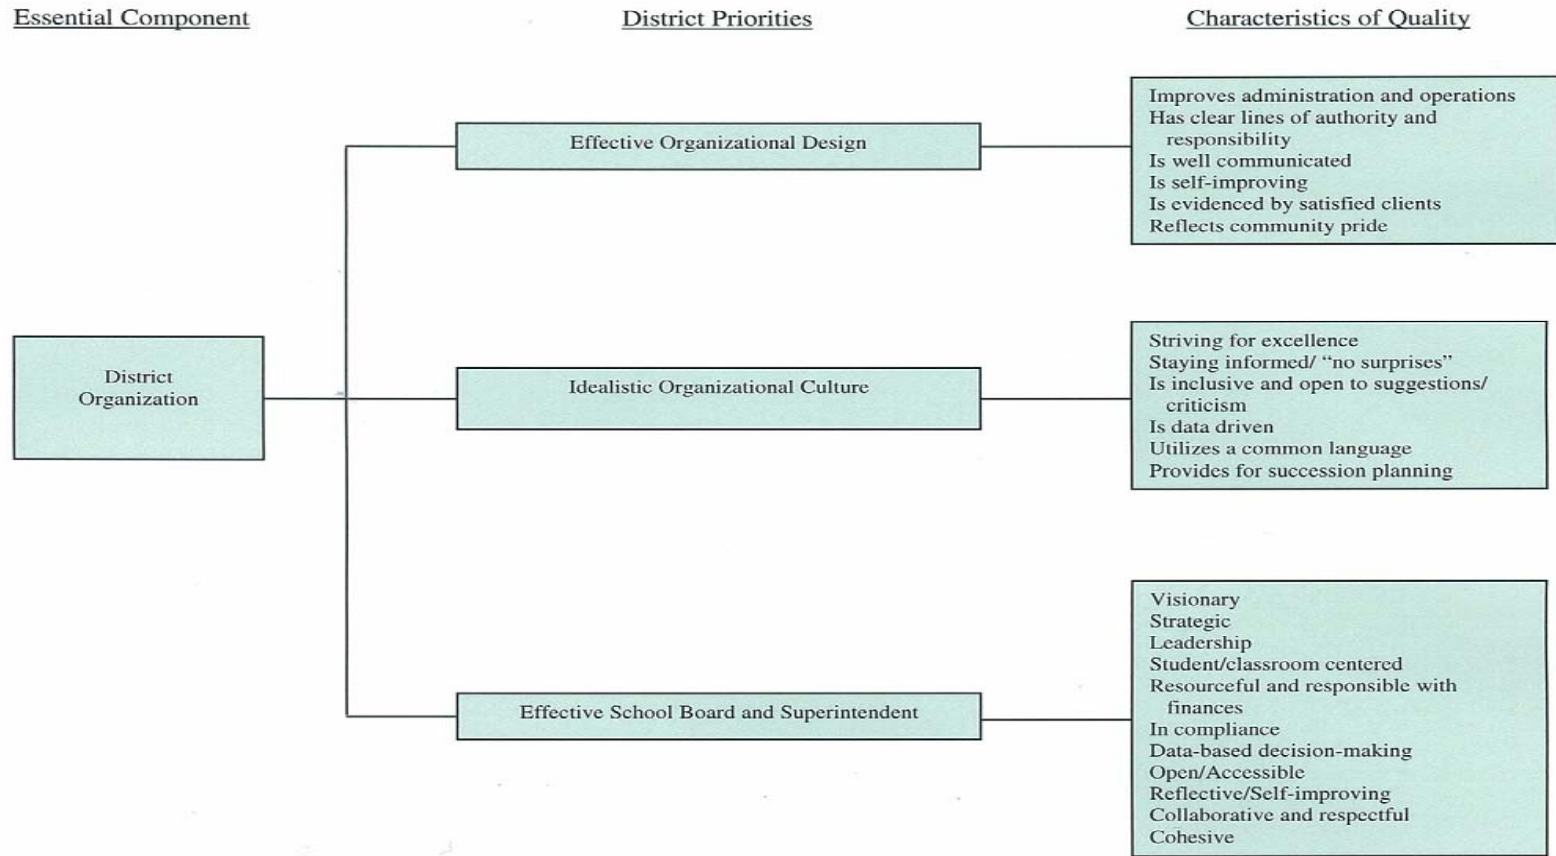 Essential Component
District Priorities
Characteristics of Quality
District
Organization
Effective Organizational Design
Improves administration and operations
Has clear lines of authority and
responsibility
Is well communicated
Is self-improving
Is evidenced by satisfied clients
Reflects community pride
Idealistic Organizational Culture
Striving for excellence
Staying informed/ “no surprises”
Is inclusive and open to suggestions/
criticism
Is data driven
Utilizes a common language
Provides for succession planning
Effective School Board and Superintendent
Visionary
Strategic
Leadership
Student/classroom centered
Resourceful and responsible with
finances
In compliance
Data-based decision-making
Open/Accessible
Reflective/Self-improving
Collaborative and respectful
Cohesive